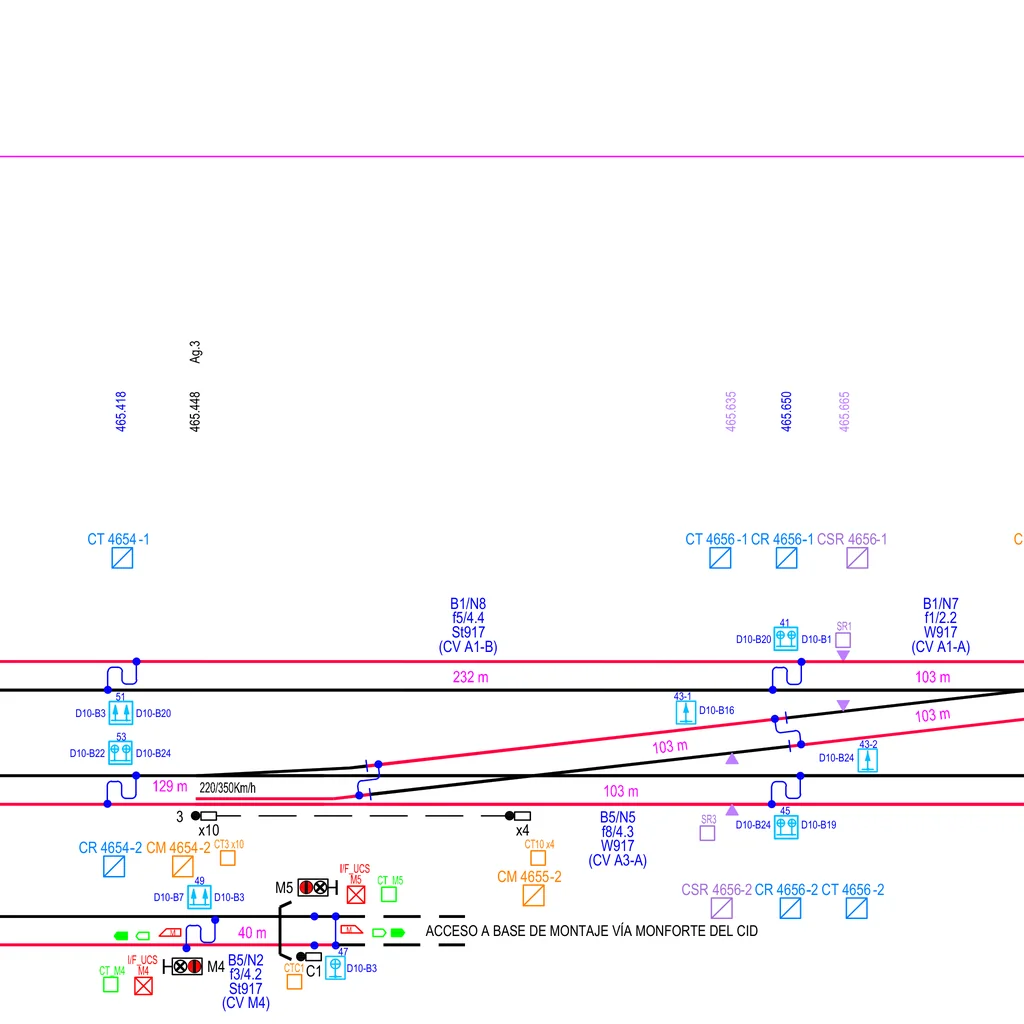 Ag.3
465.418
465.448
465.635
465.650
465.665
CT 4654-1
CT 4656-1
CR 4656-1
CSR 4656-1
C
B1/N8
f5/4.4
St917
(CV A1-B)
B1/N7
f1/2.2
W917
(CV A1-A)
41
D10-B20
D10-B1
SR1
232 m
103 m
51
D10-B3
D10-B20
43-1
D10-B16
103 m
53
D10-B22
D10-B24
103 m
43-2
D10-B24
129 m
220/350Km/h
103 m
3
x10
x4
B5/N5
f8/4.3
W917
(CV A3-A)
SR3
45
D10-B24
D10-B19
CR 4654-2
CM 4654-2
CT3 x10
CT10 x4
CM 4655-2
49
D10-B7
D10-B3
M5
I/F_UCS
M5
CT_M5
CSR 4656-2
CR 4656-2
CT 4656-2
M
40 m
M
ACCESO A BASE DE MONTAJE VÍA MONFORTE DEL CID
I/F_UCS
M4
CT_M4
M4
B5/N2
f3/4.2
St917
(CV M4)
CTC1
C1
47
D10-B3